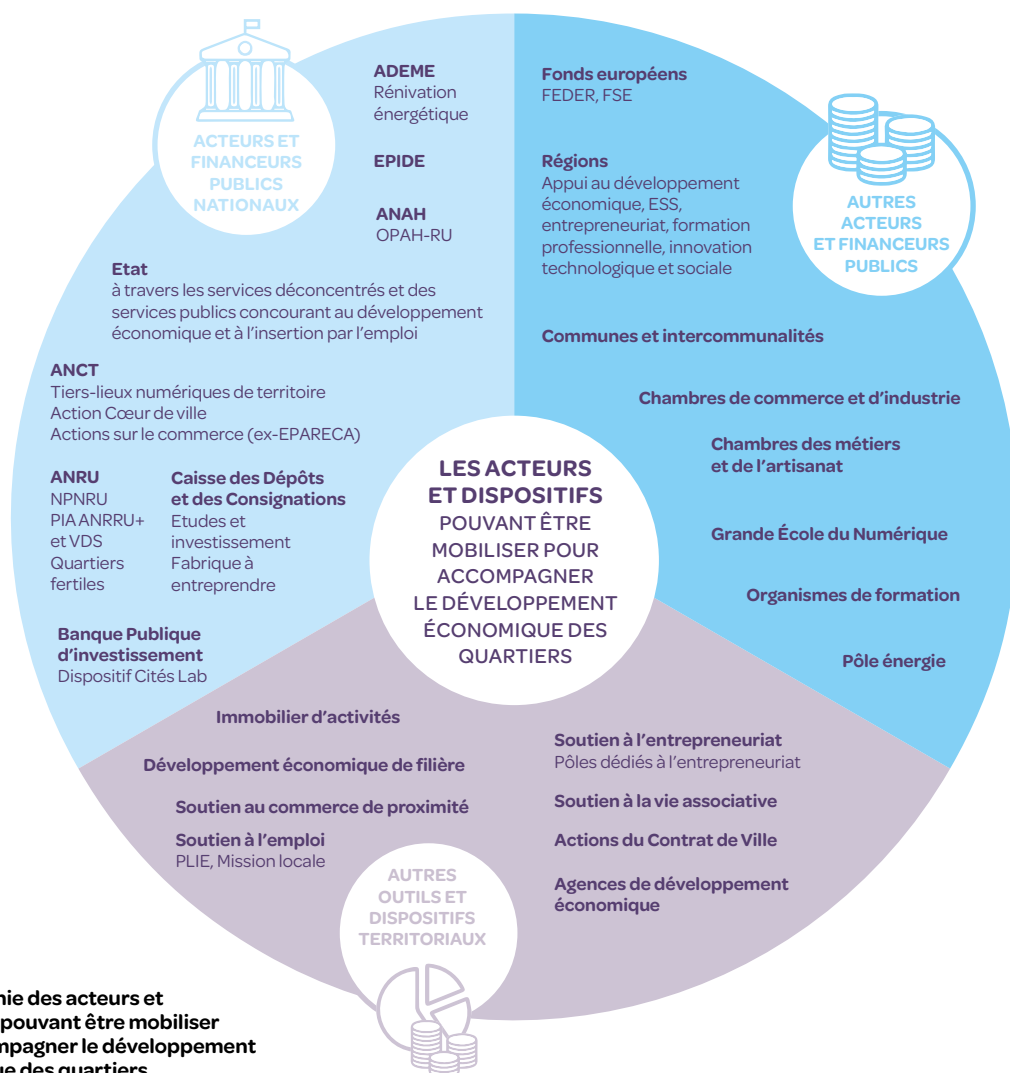 ACTEURS ET
FINANCEURS
PUBLICS
NATIONAUX
ADEME
Rénivation
énergétique
EPIDE
ANAH
OPAH-RU
Etat
à travers les services déconcentrés et des
services publics concourant au développement
économique et à l'insertion par l'emploi
ANCT
Tiers-lieux numériques de territoire
Action Cœur de ville
Actions sur le commerce (ex-EPARECA)
ANRU
NPNRU
PIA ANRRU+
et VDS
Quartiers
fertiles
Caisse des Dépôts
et des Consignations
Etudes et
investissement
Fabrique à
entreprendre
Banque Publique
d'investissement
Dispositif Cités Lab
Fonds européens
FEDER, FSE
Régions
Appui au développement
économique, ESS,
entrepreneuriat, formation
professionnelle, innovation
technologique et sociale
AUTRES
ACTEURS
ET FINANCEURS
PUBLICS
Communes et intercommunalités
Chambres de commerce et d'industrie
Chambres des métiers
et de l'artisanat
Grande École du Numérique
Organismes de formation
Pôle énergie
LES ACTEURS
ET DISPOSITIFS
POUVANT ÊTRE
MOBILISER POUR
ACCOMPAGNER
LE DÉVELOPPEMENT
ÉCONOMIQUE DES
QUARTIERS
Immobilier d'activités
Développement économique de filière
Soutien au commerce de proximité
Soutien à l'emploi
PLIE, Mission locale
AUTRES
OUTILS ET
DISPOSITIFS
TERRITORIAUX
Soutien à l'entrepreneuriat
Pôles dédiés à l'entrepreneuriat
Soutien à la vie associative
Actions du Contrat de Ville
Agences de développement
économique
des acteurs et
pouvant être mobiliser
le développement
des quartiers